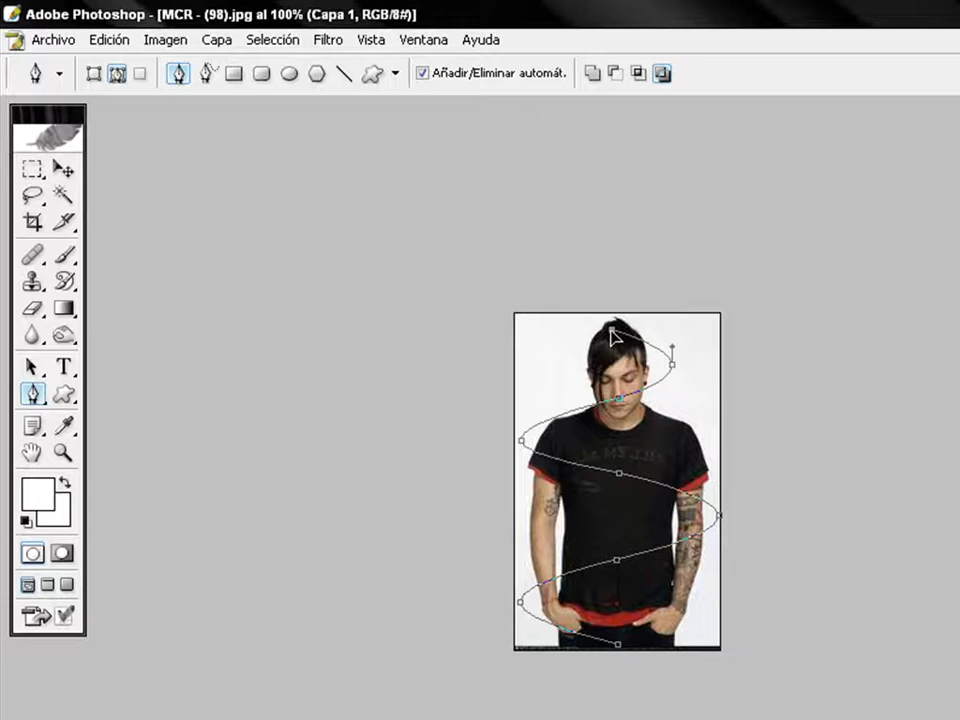 Adobe Photoshop - [MCR - (98).jpg al 100% (Capa 1, RGB/8#)]
Archivo Edición Imagen Capa Selección Filtro Vista Ventana Ayuda
Añadir/Eliminar automát.
T